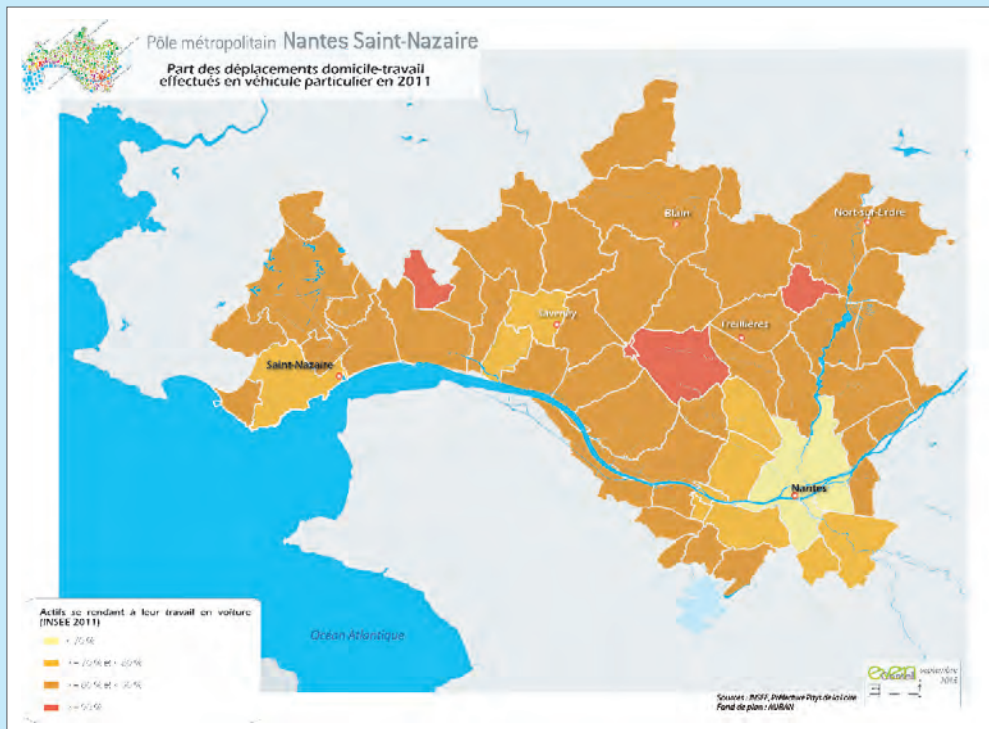 Pôle métropolitain Nantes Saint-Nazaire
Part des déplacements domicile-travail
effectués en véhicule particulier en 2011
Blain
Nort-sur-Erdre
Savenay
Treillières
Saint-Nazaire
Nantes
Actifs se rendant à leur travail en voiture
(INSEE 2011)
Océan Atlantique
septembre
Sources : INSEE, Préfecture Pays de la Loire
Fond de plan : AURAN